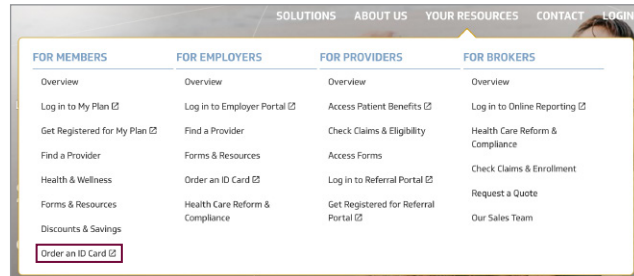 SOLUTIONS ABOUT US YOUR RESOURCES CONTACT LOGIN
FOR MEMBERS
Overview
Log in to My Plan
Get Registered for My Plan
Find a Provider
Health & Wellness
Forms & Resources
Discounts & Savings
Order an ID Card
FOR EMPLOYERS
Overview
Log in to Employer Portal
Find a Provider
Forms & Resources
Order an ID Card
Health Care Reform &
Compliance
FOR PROVIDERS
Overview
Access Patient Benefits
Check Claims & Eligibility
Access Forms
Log in to Referral Portal
Get Registered for Referral
Portal
FOR BROKERS
Overview
Log in to Online Reporting
Health Care Reform &
Compliance
Check Claims & Enrollment
Request a Quote
Our Sales Team